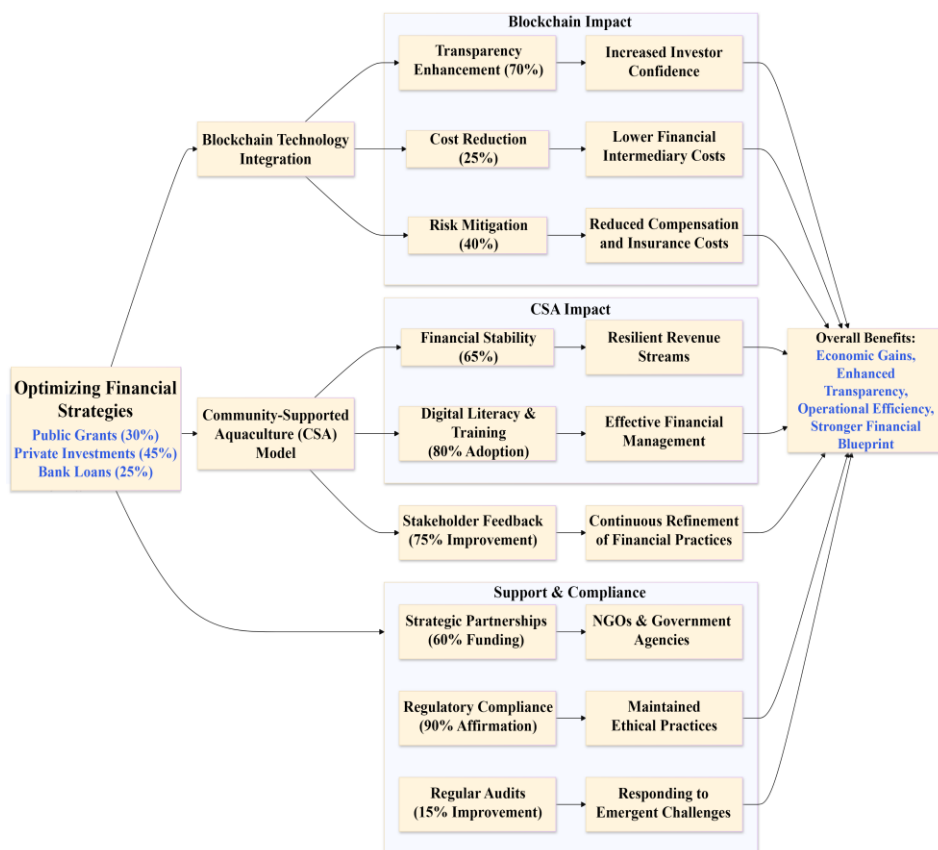 Optimizing Financial
Strategies
Public Grants (30%)
Private Investments (45%)
Bank Loans (25%)
Blockchain Technology
Integration
Blockchain Impact
Transparency
Enhancement (70%)
Increased Investor
Confidence
Cost Reduction
(25%)
Lower Financial
Intermediary Costs
Risk Mitigation
(40%)
Reduced Compensation
and Insurance Costs
Community-Supported
Aquaculture (CSA)
Model
CSA Impact
Financial Stability
(65%)
Resilient Revenue
Streams
Digital Literacy &
Training
(80% Adoption)
Effective Financial
Management
Stakeholder Feedback
(75% Improvement)
Continuous Refinement
of Financial Practices
Support & Compliance
Strategic Partnerships
(60% Funding)
NGOs & Government
Agencies
Regulatory Compliance
(90% Affirmation)
Maintained
Ethical Practices
Regular Audits
(15% Improvement)
Responding to
Emergent Challenges
Overall Benefits:
Economic Gains,
Enhanced
Transparency,
Operational Efficiency,
Stronger Financial
Blueprint